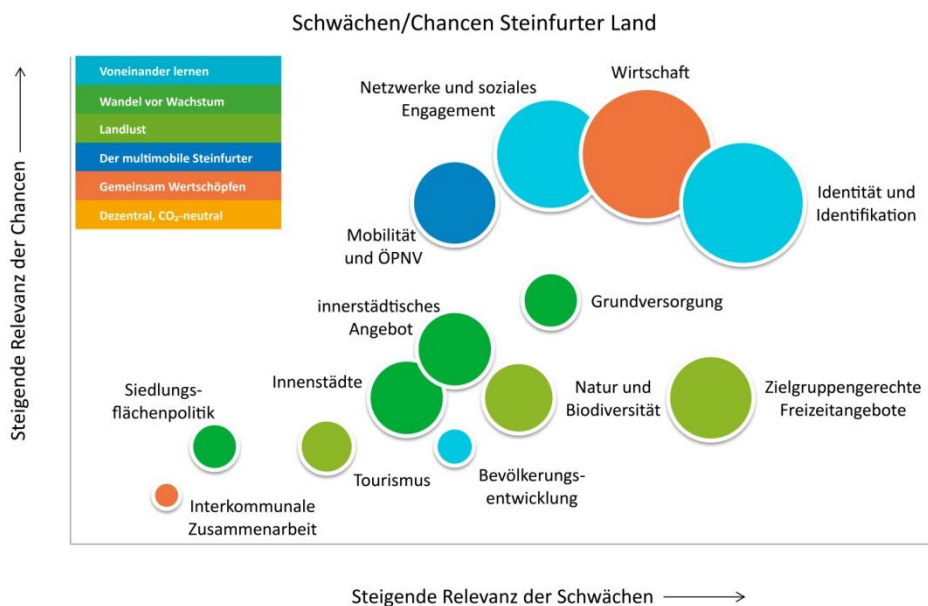 Schwächen/Chancen Steinfurter Land
Steigende Relevanz der Chancen
Voneinander lernen
Wandel vor Wachstum
Landlust
Der multimobile Steinfurter
Gemeinsam Wertschöpfen
Dezentral, CO₂-neutral
Netzwerke und soziales
Engagement
Wirtschaft
Identität und
Identifikation
Mobilität
und ÖPNV
Grundversorgung
innerstädtisches
Angebot
Innenstädte
Siedlungs-
flächenpolitik
Natur und
Biodiversität
Zielgruppengerechte
Freizeitangebote
Tourismus
Bevölkerungs-
entwicklung
Interkommunale
Zusammenarbeit
Steigende Relevanz der Schwächen